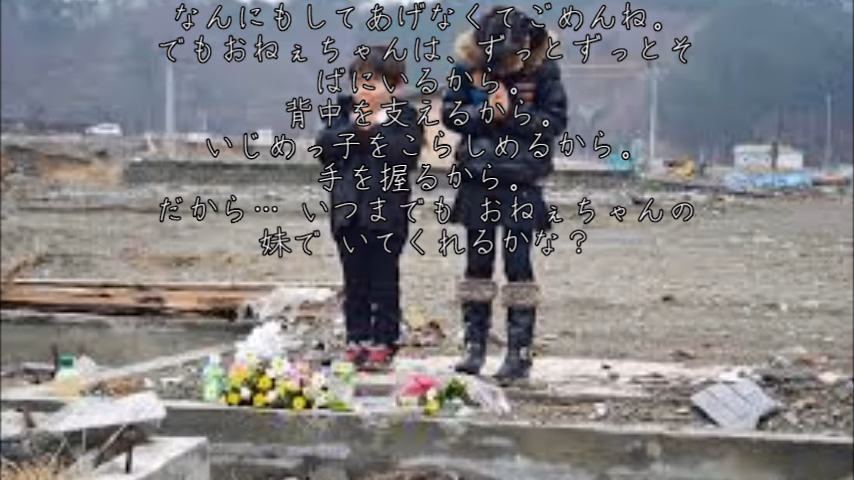 なんにもしてあげなくてごめんね。
でもおねぇちゃんは、ずっとずっとそ
ばにいるから。
背中を支えるから。
いじめっ子をこらしめるから。
手を握るから。
だから… いつまでも おねぇちゃんの
妹で いてくれるかな？